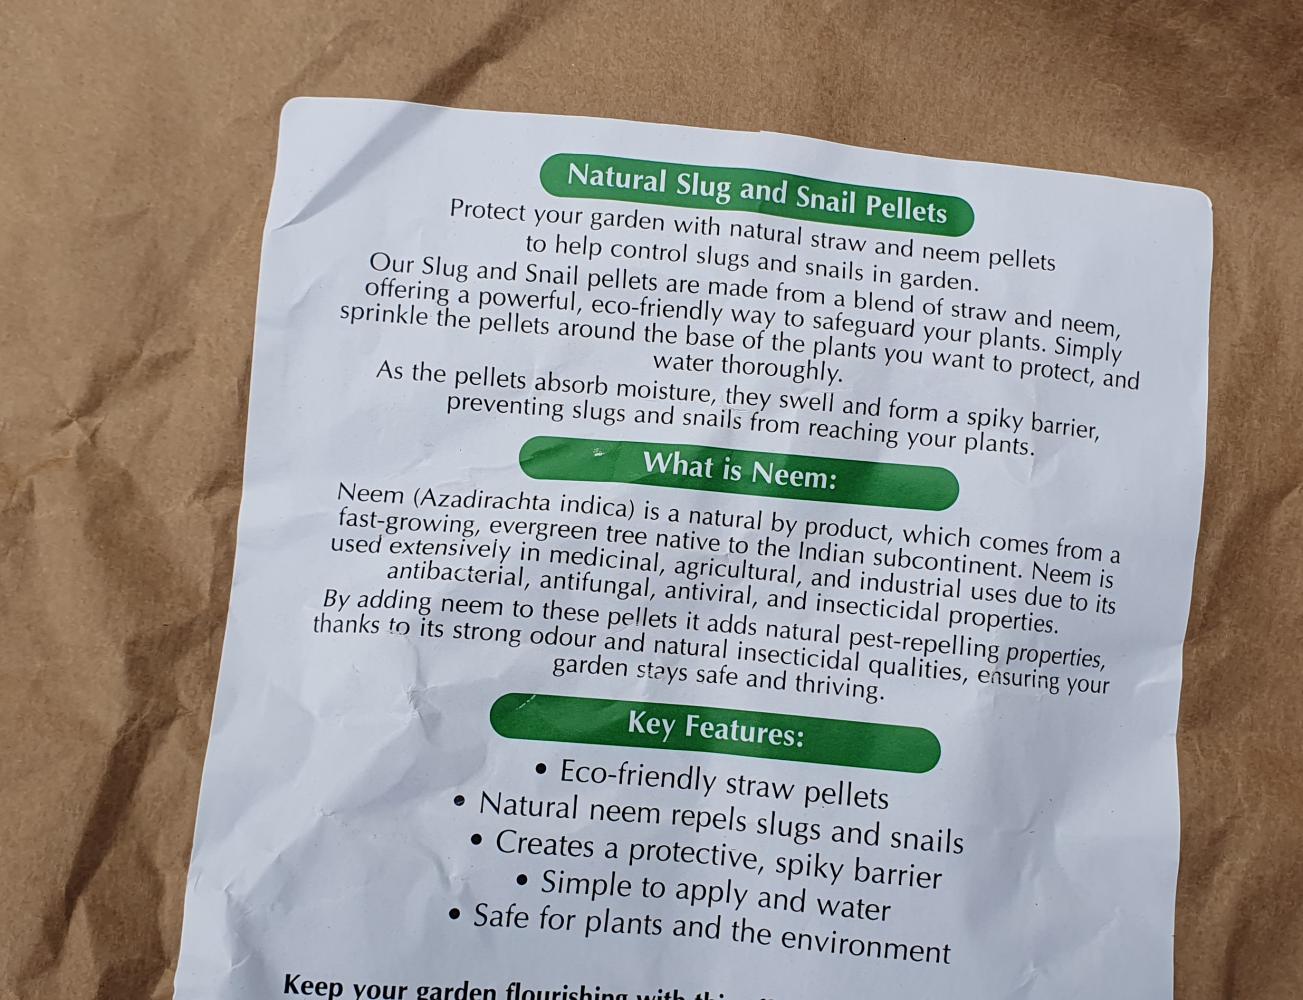 Natural Slug and Snail Pellets
Protect your garden with natural straw and neem pellets
to help control slugs and snails in garden.
Our Slug and Snail pellets are made from a blend of straw and neem,
offering a powerful, eco-friendly way to safeguard your plants. Simply
sprinkle the pellets around the base of the plants you want to protect, and
water thoroughly.
As the pellets absorb moisture, they swell and form a spiky barrier,
preventing slugs and snails from reaching your plants.
What is Neem:
Neem (Azadirachta indica) is a natural by product, which comes from a
fast-growing, evergreen tree native to the Indian subcontinent. Neem is
used extensively in medicinal, agricultural, and industrial uses due to its
antibacterial, antifungal, antiviral, and insecticidal properties.
By adding neem to these pellets it adds natural pest-repelling properties,
thanks to its strong odour and natural insecticidal qualities, ensuring your
garden stays safe and thriving.
Key Features:
• Eco-friendly straw pellets
• Natural neem repels slugs and snails
• Creates a protective, spiky barrier
• Simple to apply and water
• Safe for plants and the environment
Keep your garden flourishing with